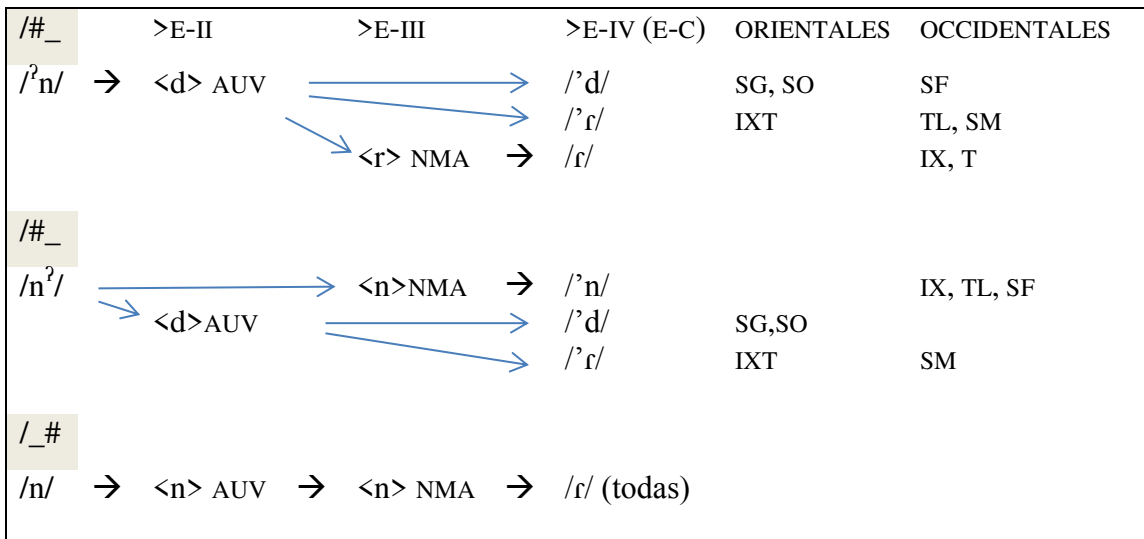 /#_ >E-II >E-III >E-IV (E-C) ORIENTALES OCCIDENTALES
/ˀn/ → <d> AUV /’d/ SG, SO SF
/’ɾ/ IXT TL, SM
<r> NMA → /ɾ/ IX, T
/#_
/nˀ/ <n>NMA → /’n/ IX, TL, SF
<d>AUV /’d/ SG,SO
/’ɾ/ IXT SM
/_#
/n/ → <n> AUV → <n> NMA → /ɾ/ (todas)